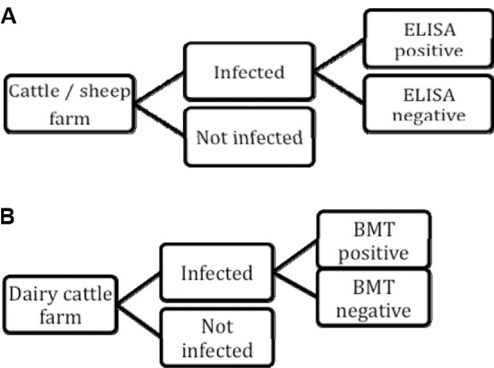 A
Cattle / sheep
farm
Infected
Not infected
ELISA
positive
ELISA
negative
B
Dairy cattle
farm
Infected
Not
infected
BMT
positive
BMT
negative